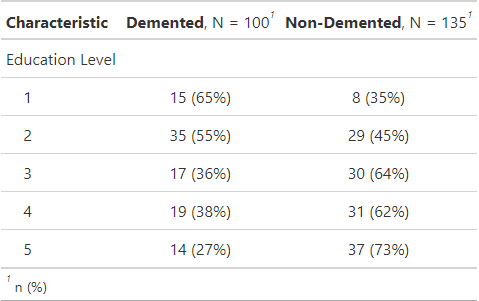 Characteristic Demented, N = 100¹ Non-Demented, N = 135¹
Education Level
1 15 (65%) 8 (35%)
2 35 (55%) 29 (45%)
3 17 (36%) 30 (64%)
4 19 (38%) 31 (62%)
5 14 (27%) 37 (73%)
¹ n (%)